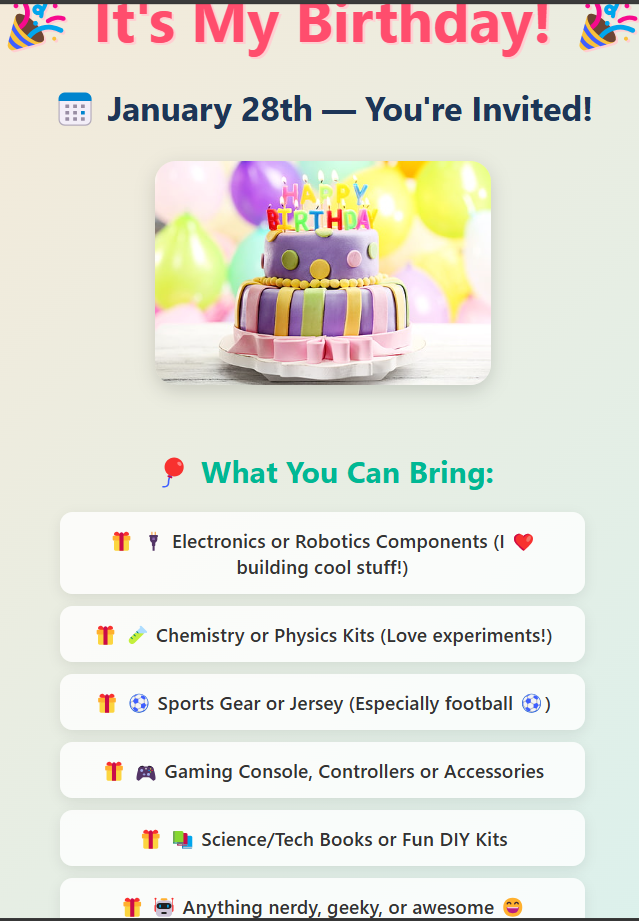 🎉 It's My Birthday! 🎉
📅 January 28th — You're Invited!
HAPPY
BIRTHDAY
🎈 What You Can Bring:
🎁 🔌 Electronics or Robotics Components (I ❤️
building cool stuff!)
🎁 🧪 Chemistry or Physics Kits (Love experiments!)
🎁 ⚽ Sports Gear or Jersey (Especially football ⚽)
🎁 🎮 Gaming Console, Controllers or Accessories
🎁 📚 Science/Tech Books or Fun DIY Kits
🎁 🤖 Anything nerdy, geeky, or awesome 😄